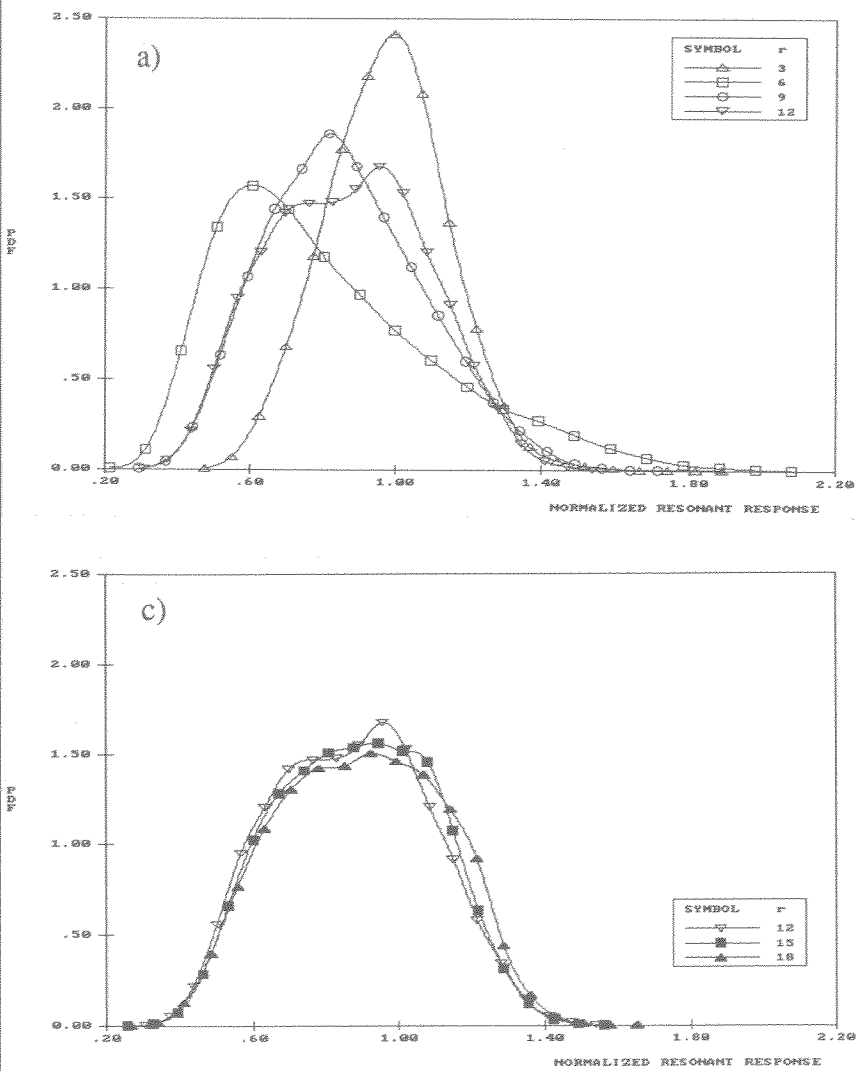 2.50
a)
SYMBOL r
3
6
9
12
2.00
1.50
PDF
1.00
.50
0.00
.20 .60 1.00 1.40 1.80 2.20
NORMALIZED RESONANT RESPONSE
2.50
c)
2.00
1.50
PDF
1.00
SYMBOL r
12
15
18
.50
0.00
.20 .60 1.00 1.40 1.80 2.20
NORMALIZED RESONANT RESPONSE